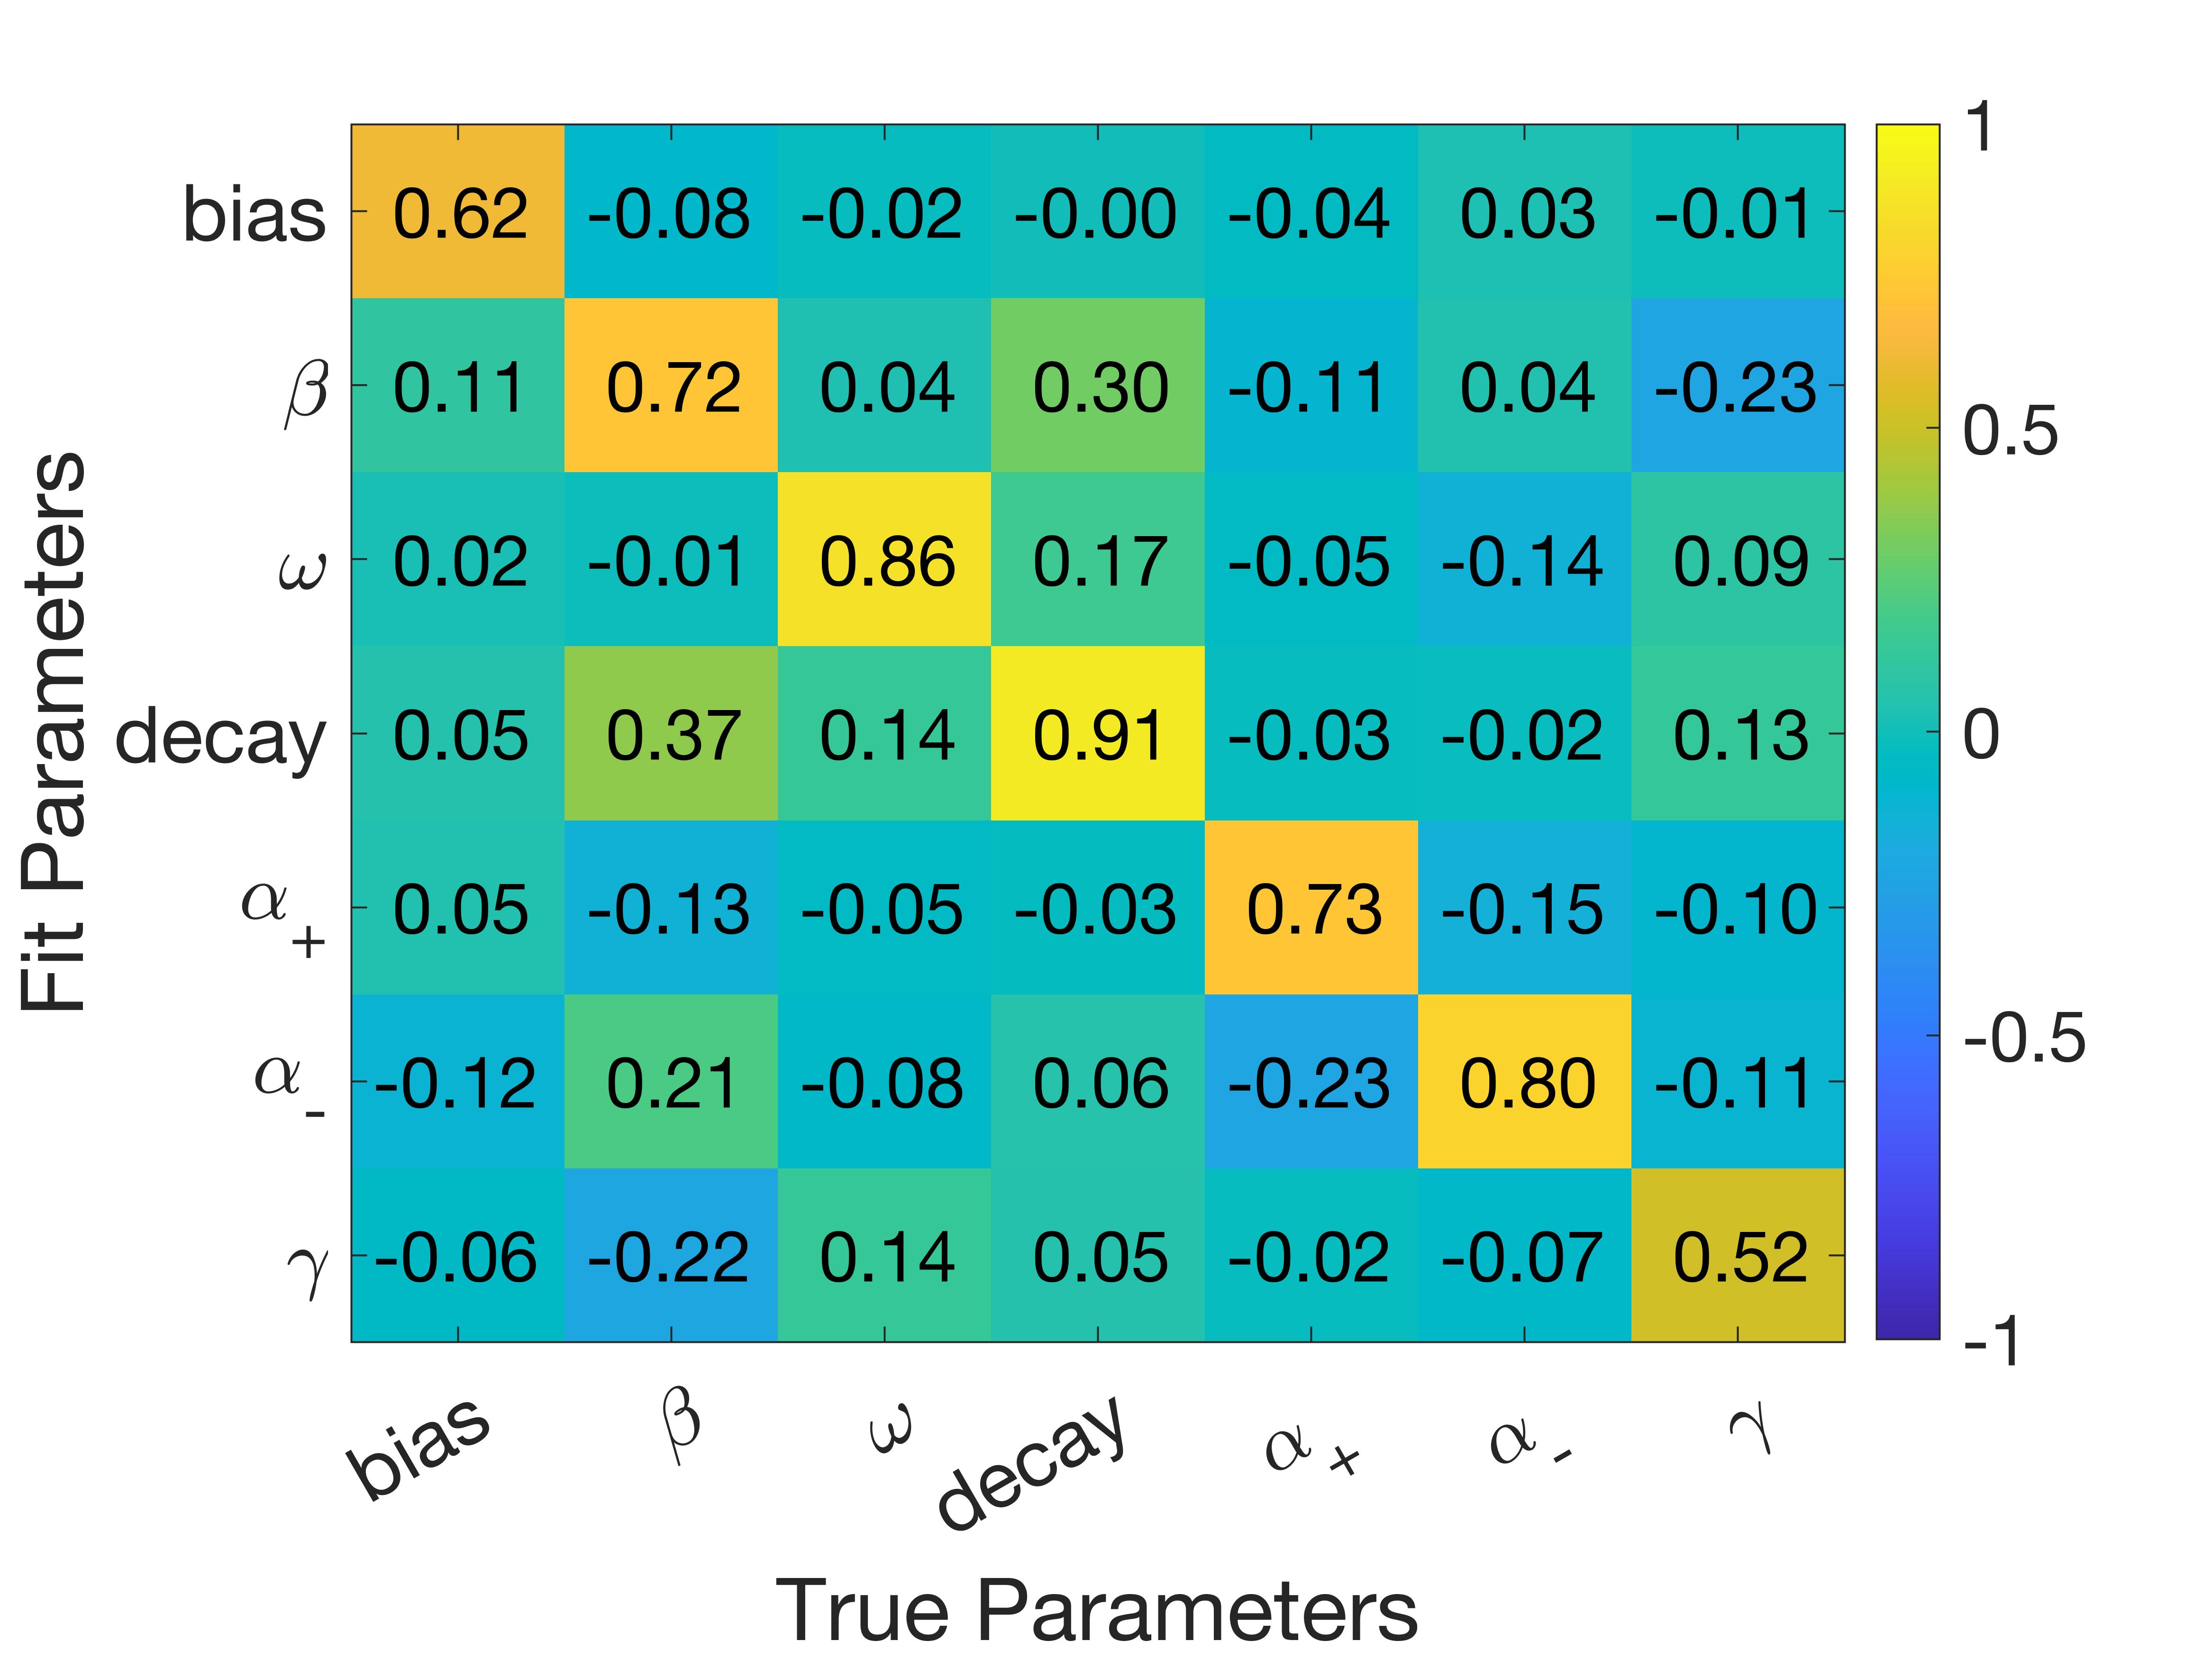 bias 0.62 -0.08 -0.02 -0.00 -0.04 0.03 -0.01
β 0.11 0.72 0.04 0.30 -0.11 0.04 -0.23
ω 0.02 -0.01 0.86 0.17 -0.05 -0.14 0.09
decay 0.05 0.37 0.14 0.91 -0.03 -0.02 0.13
α+ 0.05 -0.13 -0.05 -0.03 0.73 -0.15 -0.10
α- -0.12 0.21 -0.08 0.06 -0.23 0.80 -0.11
γ -0.06 -0.22 0.14 0.05 -0.02 -0.07 0.52
bias β ω decay α+ α- γ
True Parameters
Fit Parameters
1
0.5
0
-0.5
-1